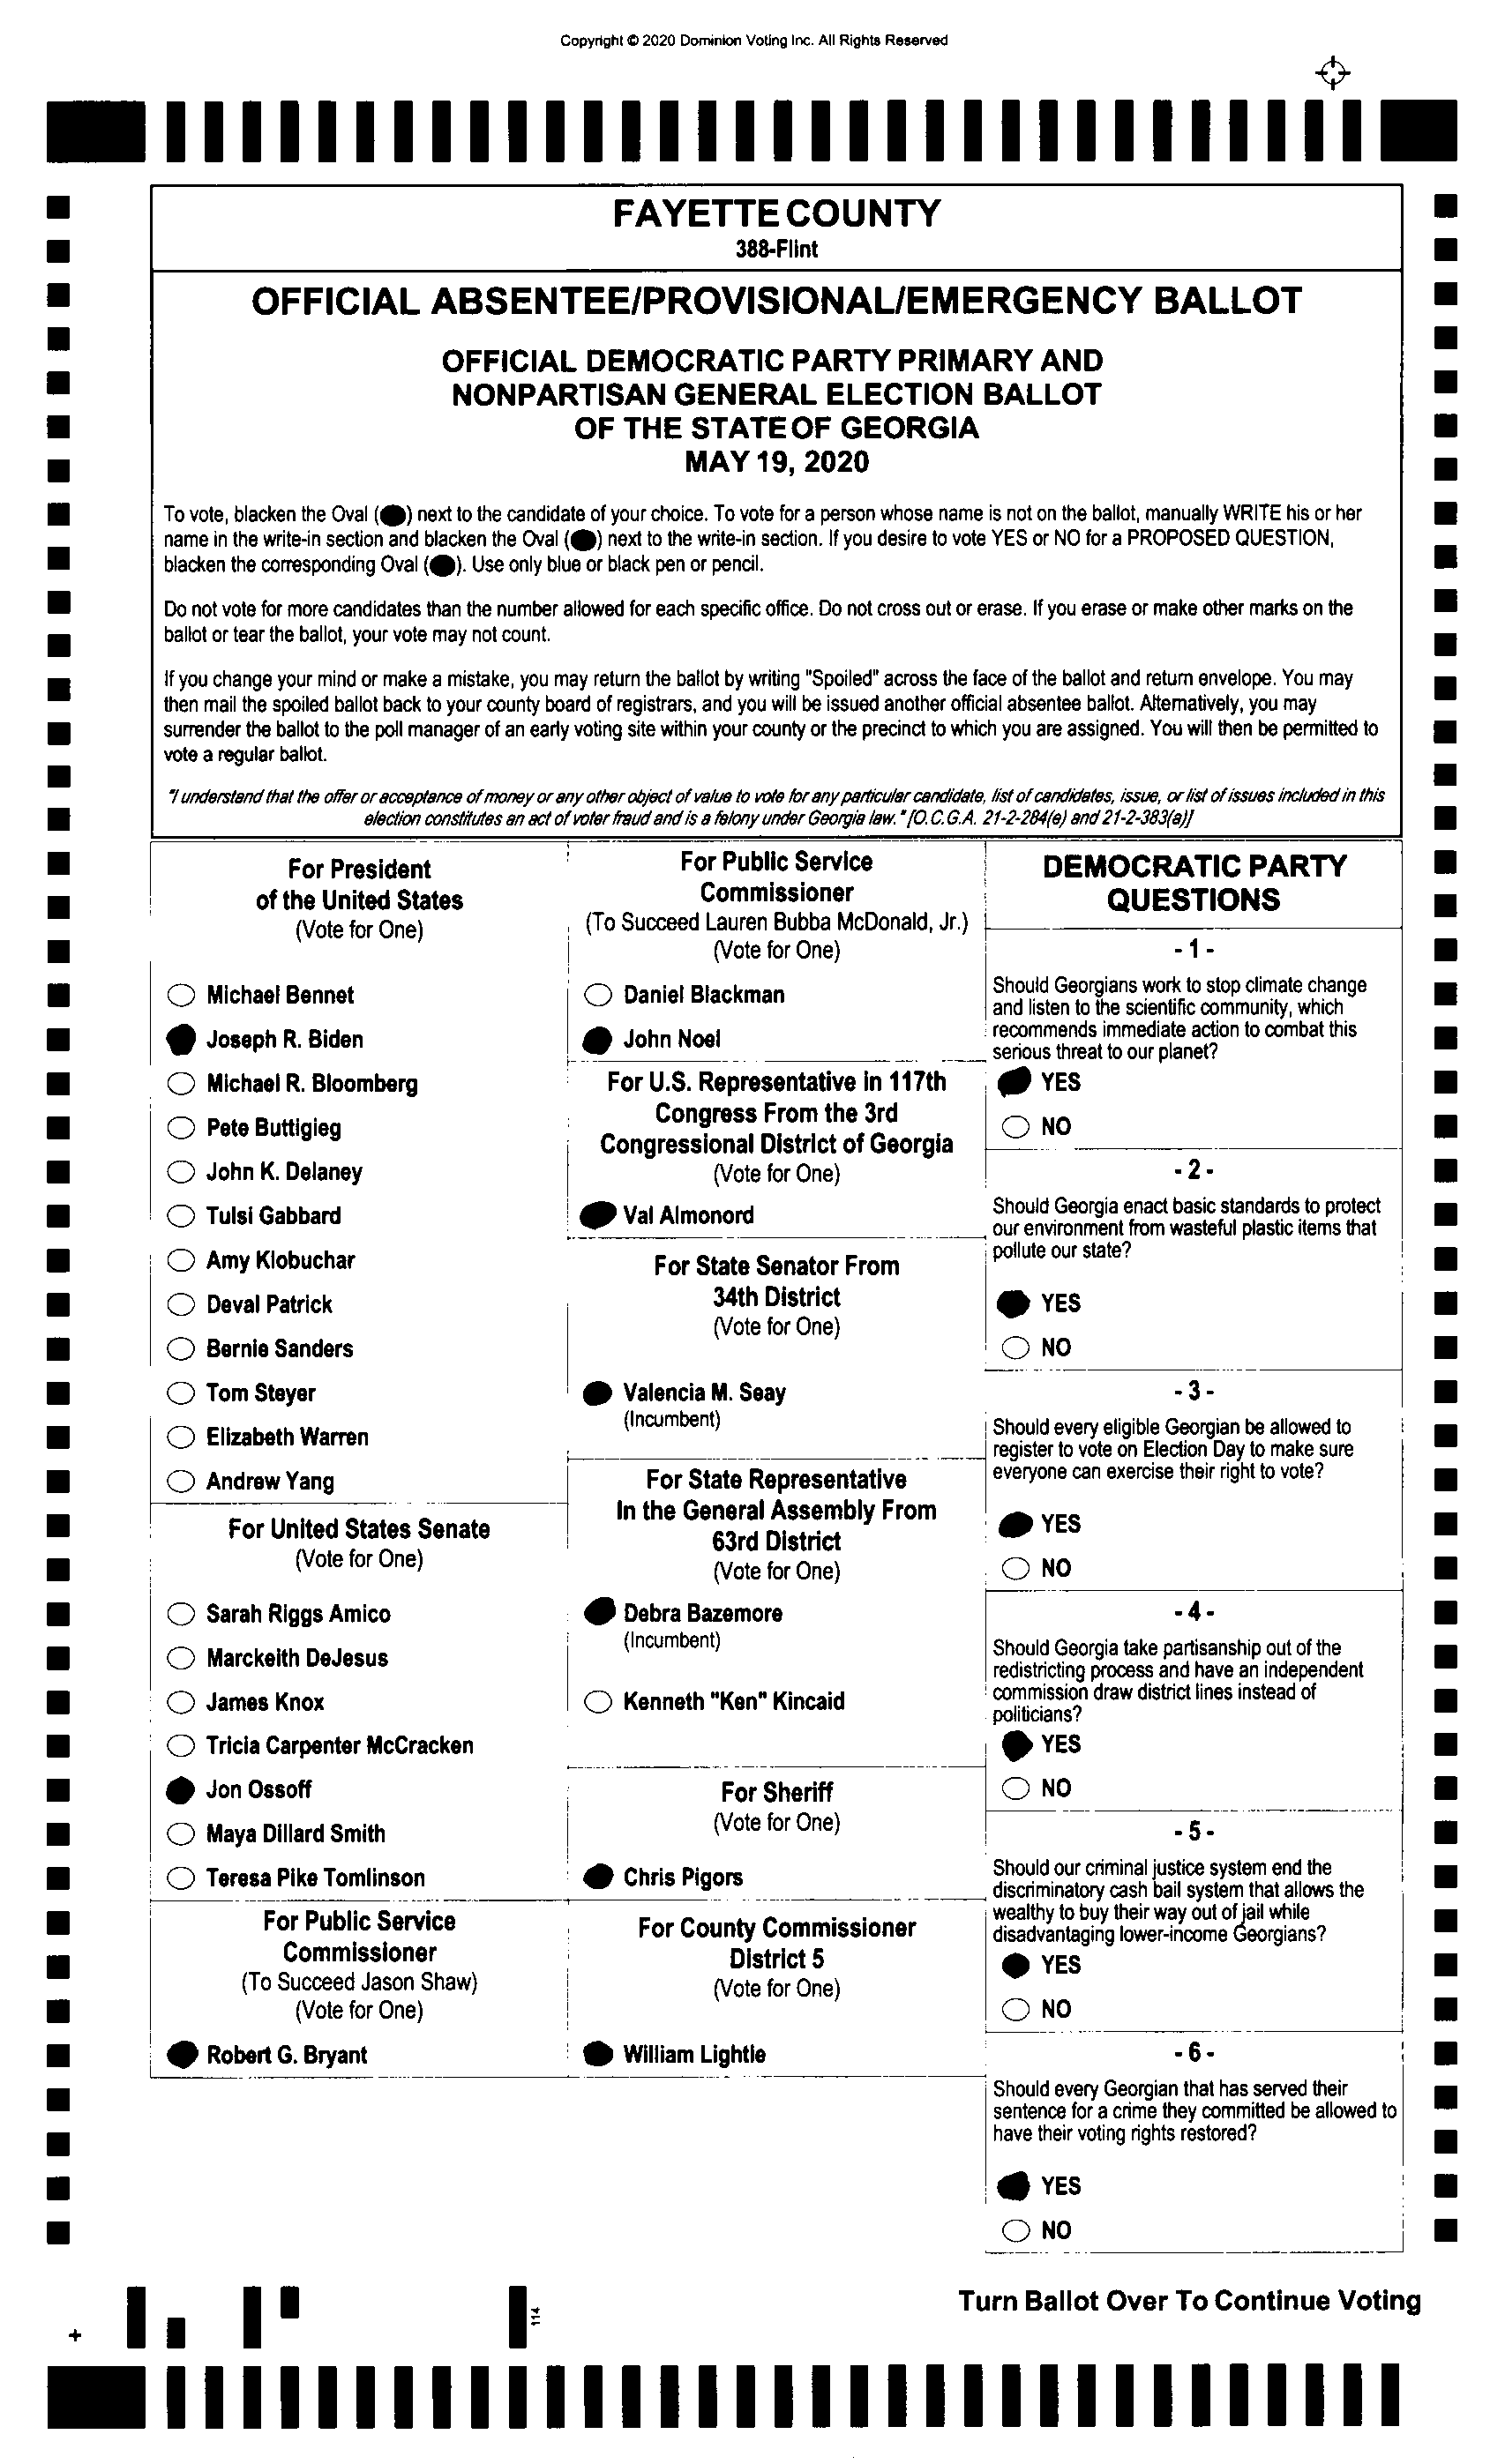 Copyright © 2020 Dominion Voting Inc. All Rights Reserved
FAYETTE COUNTY
388-Flint
OFFICIAL ABSENTEE/PROVISIONAL/EMERGENCY BALLOT
OFFICIAL DEMOCRATIC PARTY PRIMARY AND
NONPARTISAN GENERAL ELECTION BALLOT
OF THE STATE OF GEORGIA
MAY 19, 2020
To vote, blacken the Oval () next to the candidate of your choice. To vote for a person whose name is not on the ballot, manually WRITE his or her
name in the write-in section and blacken the Oval () next to the write-in section. If you desire to vote YES or NO for a PROPOSED QUESTION,
blacken the corresponding Oval (). Use only blue or black pen or pencil.
Do not vote for more candidates than the number allowed for each specific office. Do not cross out or erase. If you erase or make other marks on the
ballot or tear the ballot, your vote may not count.
If you change your mind or make a mistake, you may return the ballot by writing "Spoiled" across the face of the ballot and return envelope. You may
then mail the spoiled ballot back to your county board of registrars, and you will be issued another official absentee ballot. Alternatively, you may
surrender the ballot to the poll manager of an early voting site within your county or the precinct to which you are assigned. You will then be permitted to
vote a regular ballot.
"I understand that the offer or acceptance of money or any other object of value to vote for any particular candidate, list of candidates, issue, or list of issues included in this
election constitutes an act of voter fraud and is a felony under Georgia law." [O.C.G.A. 21-2-284(e) and 21-2-383(a)]
For President
of the United States
(Vote for One)
Michael Bennet
Joseph R. Biden
Michael R. Bloomberg
Pete Buttigieg
John K. Delaney
Tulsi Gabbard
Amy Klobuchar
Deval Patrick
Bernie Sanders
Tom Steyer
Elizabeth Warren
Andrew Yang
For United States Senate
(Vote for One)
Sarah Riggs Amico
Marckeith DeJesus
James Knox
Tricia Carpenter McCracken
Jon Ossoff
Maya Dillard Smith
Teresa Pike Tomlinson
For Public Service
Commissioner
(To Succeed Jason Shaw)
(Vote for One)
Robert G. Bryant
For Public Service
Commissioner
(To Succeed Lauren Bubba McDonald, Jr.)
(Vote for One)
Daniel Blackman
John Noel
For U.S. Representative in 117th
Congress From the 3rd
Congressional District of Georgia
(Vote for One)
Val Almonord
For State Senator From
34th District
(Vote for One)
Valencia M. Seay
(Incumbent)
For State Representative
In the General Assembly From
63rd District
(Vote for One)
Debra Bazemore
(Incumbent)
Kenneth "Ken" Kincaid
For Sheriff
(Vote for One)
Chris Pigors
For County Commissioner
District 5
(Vote for One)
William Lightle
DEMOCRATIC PARTY
QUESTIONS
- 1 -
Should Georgians work to stop climate change
and listen to the scientific community, which
recommends immediate action to combat this
serious threat to our planet?
YES
NO
- 2 -
Should Georgia enact basic standards to protect
our environment from wasteful plastic items that
pollute our state?
YES
NO
- 3 -
Should every eligible Georgian be allowed to
register to vote on Election Day to make sure
everyone can exercise their right to vote?
YES
NO
- 4 -
Should Georgia take partisanship out of the
redistricting process and have an independent
commission draw district lines instead of
politicians?
YES
NO
- 5 -
Should our criminal justice system end the
discriminatory cash bail system that allows the
wealthy to buy their way out of jail while
disadvantaging lower-income Georgians?
YES
NO
- 6 -
Should every Georgian that has served their
sentence for a crime they committed be allowed to
have their voting rights restored?
YES
NO
Turn Ballot Over To Continue Voting
114
+